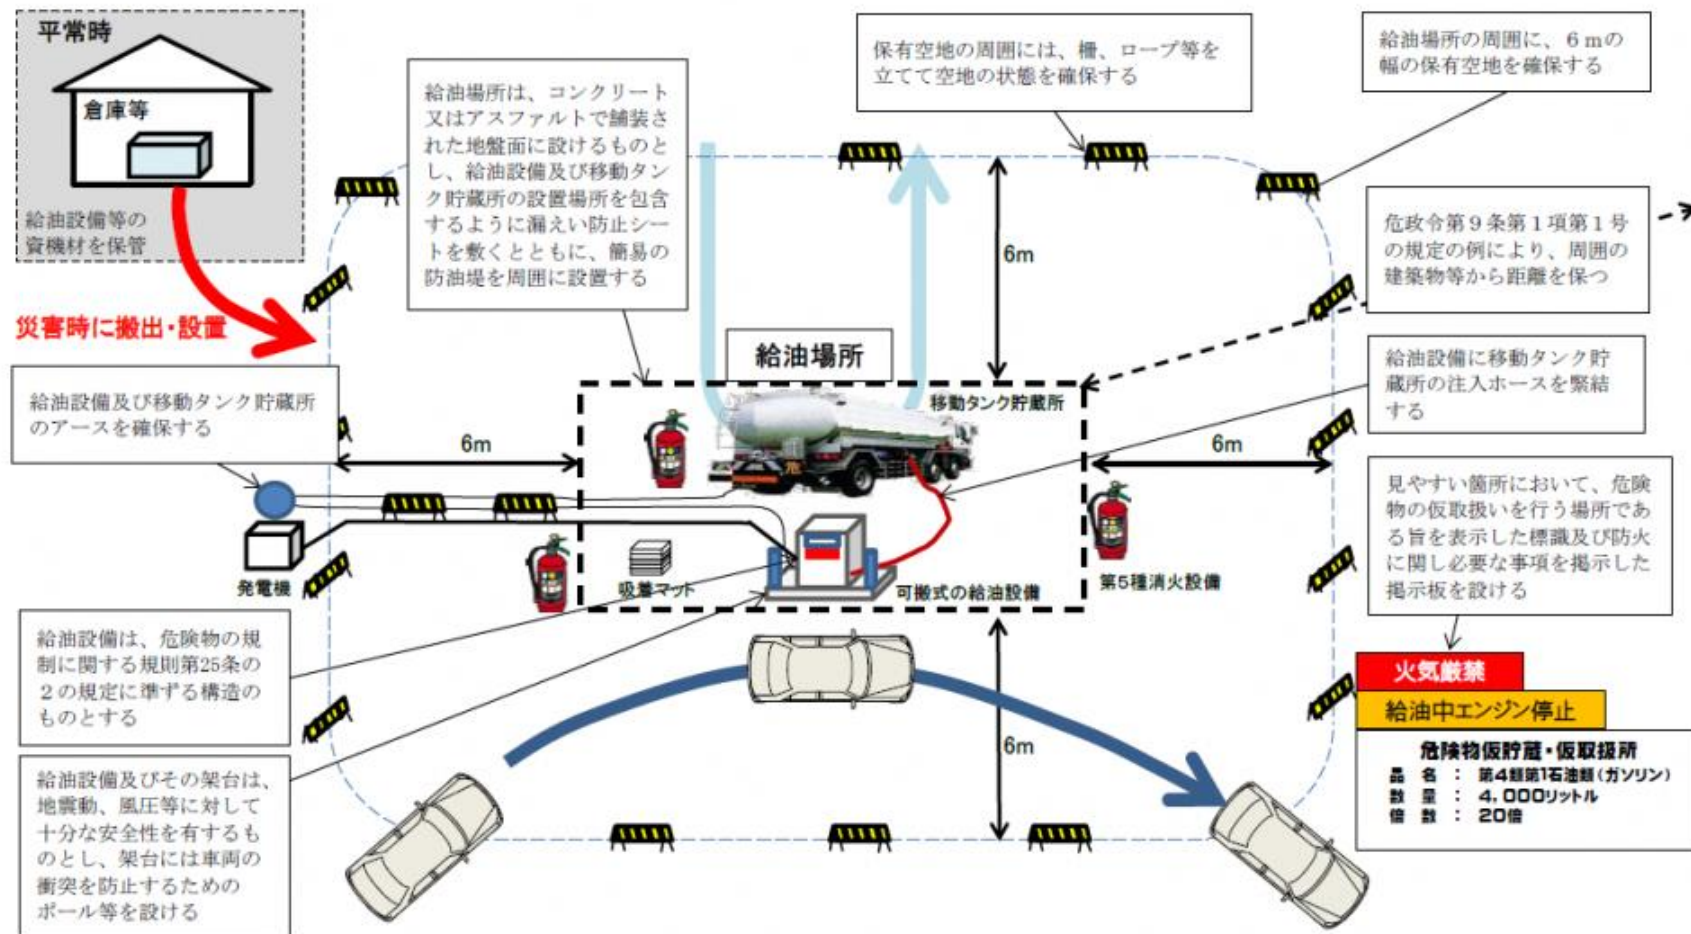 平常時
倉庫等
給油設備等の
資機材を保管
災害時に搬出・設置
給油場所は、コンクリート
又はアスファルトで舗装さ
れた地盤面に設けるものと
し、給油設備及び移動タン
ク貯蔵所の設置場所を包含
するように漏えい防止シー
トを敷くとともに、簡易の
防油堤を周囲に設置する
保有空地の周囲には、柵、ロープ等を
立てて空地の状態を確保する
給油場所の周囲に、6mの
幅の保有空地を確保する
危政令第9条第1項第1号
の規定の例により、周囲の
建築物等から距離を保つ
6m
給油場所
給油設備に移動タンク貯
蔵所の注入ホースを緊結
する
給油設備及び移動タンク貯蔵所
のアースを確保する
移動タンク貯蔵所
6m
6m
見やすい箇所において、危険
物の仮取扱いを行う場所であ
る旨を表示した標識及び防火
に関し必要な事項を掲示した
掲示板を設ける
発電機
吸着マット
可搬式の給油設備
第5種消火設備
給油設備は、危険物の規
制に関する規則第25条の
2の規定に準ずる構造の
ものとする
6m
給油設備及びその架台は、
地震動、風圧等に対して
十分な安全性を有するも
のとし、架台には車両の
衝突を防止するための
ポール等を設ける
火気厳禁
給油中エンジン停止
危険物仮貯蔵・仮取扱所
品 名 : 第4類第1石油類(ガソリン)
数 量 : 4,000リットル
倍 数 : 20倍